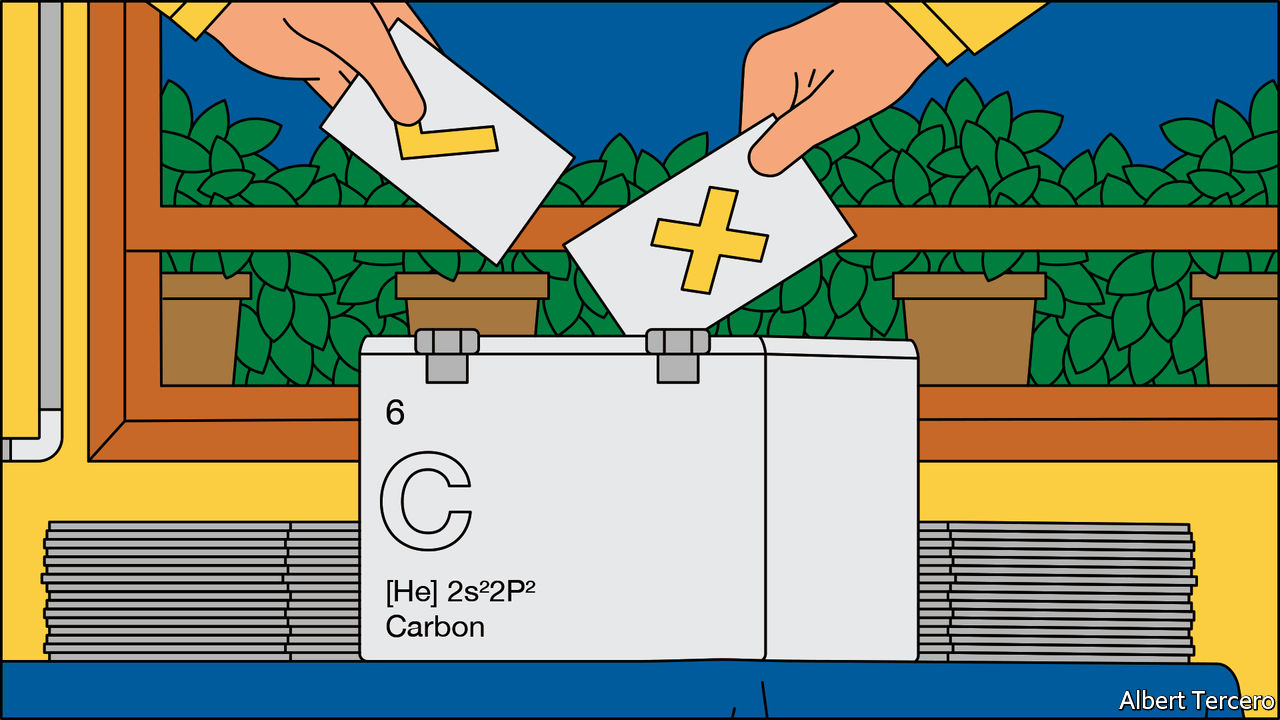 6
C
[He] 2s²2P²
Carbon
Albert Tercero